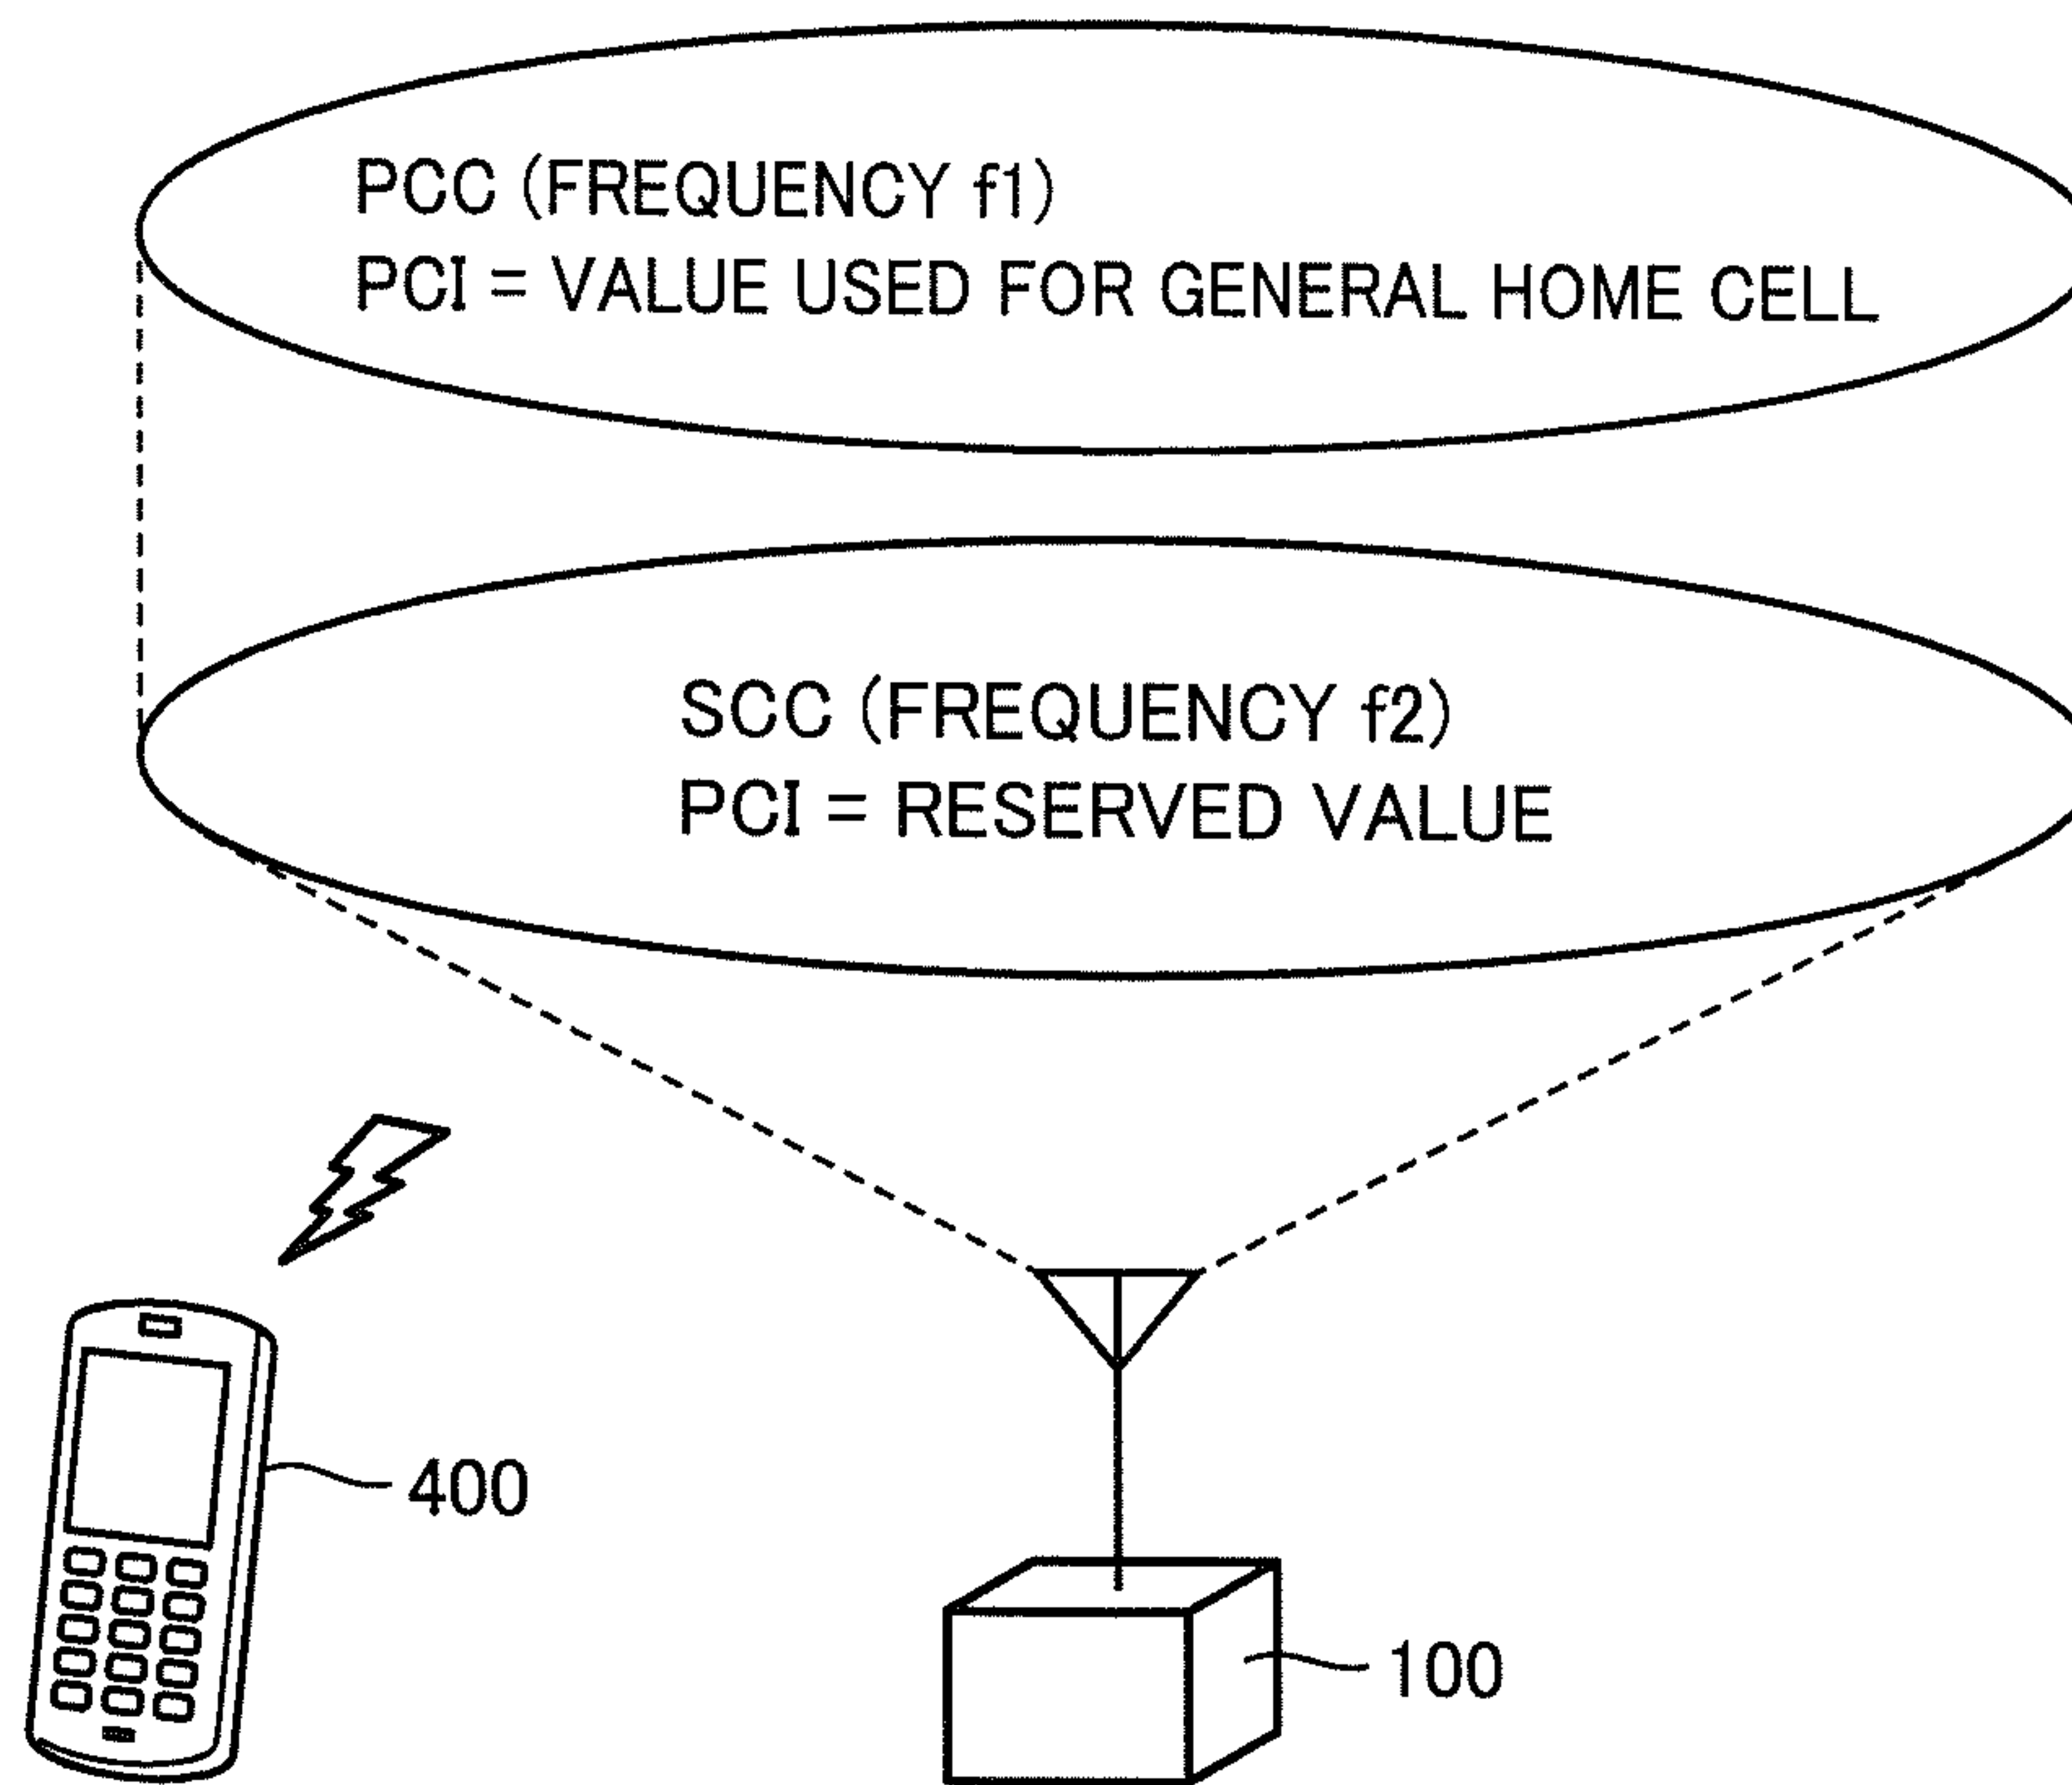 PCC (FREQUENCY f1)
PCI = VALUE USED FOR GENERAL HOME CELL
SCC (FREQUENCY f2)
PCI = RESERVED VALUE
400
100